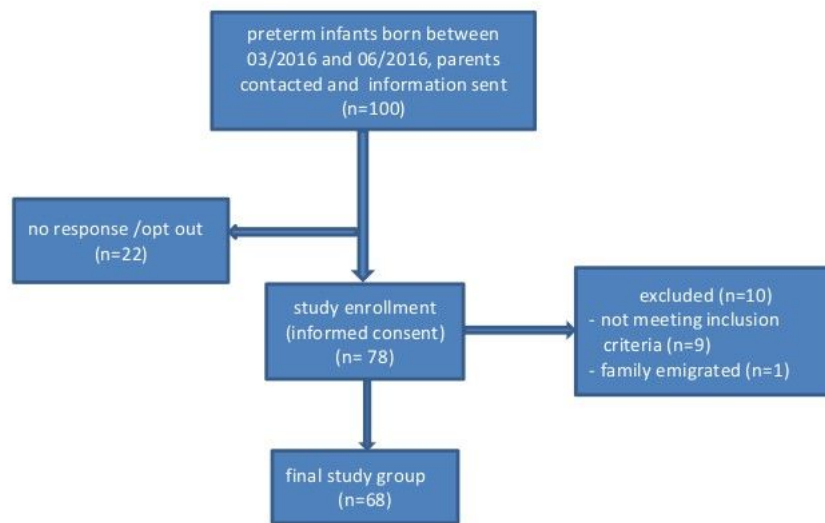 preterm infants born between
03/2016 and 06/2016, parents
contacted and information sent
(n=100)
no response /opt out
(n=22)
study enrollment
(informed consent)
(n= 78)
excluded (n=10)
- not meeting inclusion
criteria (n=9)
- family emigrated (n=1)
final study group
(n=68)